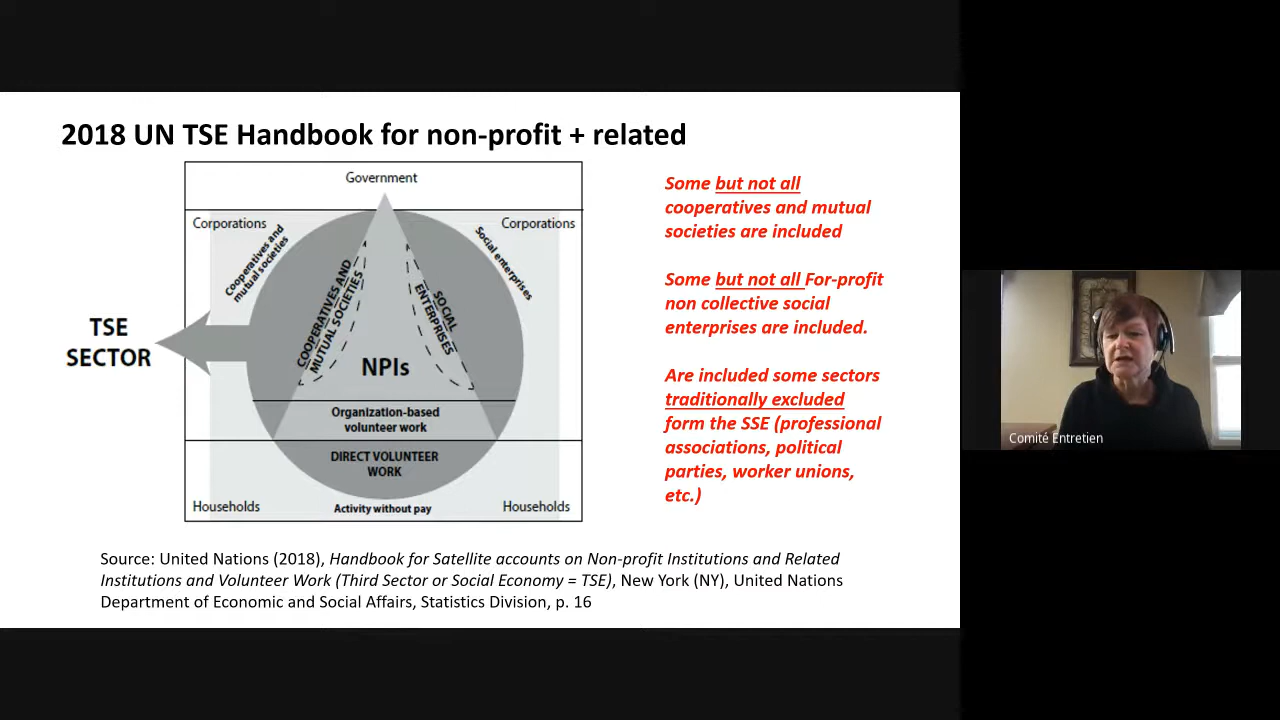 2018 UN TSE Handbook for non-profit + related
Government
Corporations
Corporations
Cooperatives and
mutual societies
Social enterprises
COOPERATIVES AND
MUTUAL SOCIETIES
SOCIAL
ENTERPRISES
TSE
SECTOR
NPIs
Organization-based
volunteer work
DIRECT VOLUNTEER
WORK
Households
Activity without pay
Households
Some but not all
cooperatives and mutual
societies are included
Some but not all For-profit
non collective social
enterprises are included.
Are included some sectors
traditionally excluded
form the SSE (professional
associations, political
parties, worker unions,
etc.)
Source: United Nations (2018), Handbook for Satellite accounts on Non-profit Institutions and Related
Institutions and Volunteer Work (Third Sector or Social Economy = TSE), New York (NY), United Nations
Department of Economic and Social Affairs, Statistics Division, p. 16
Comité Entretien